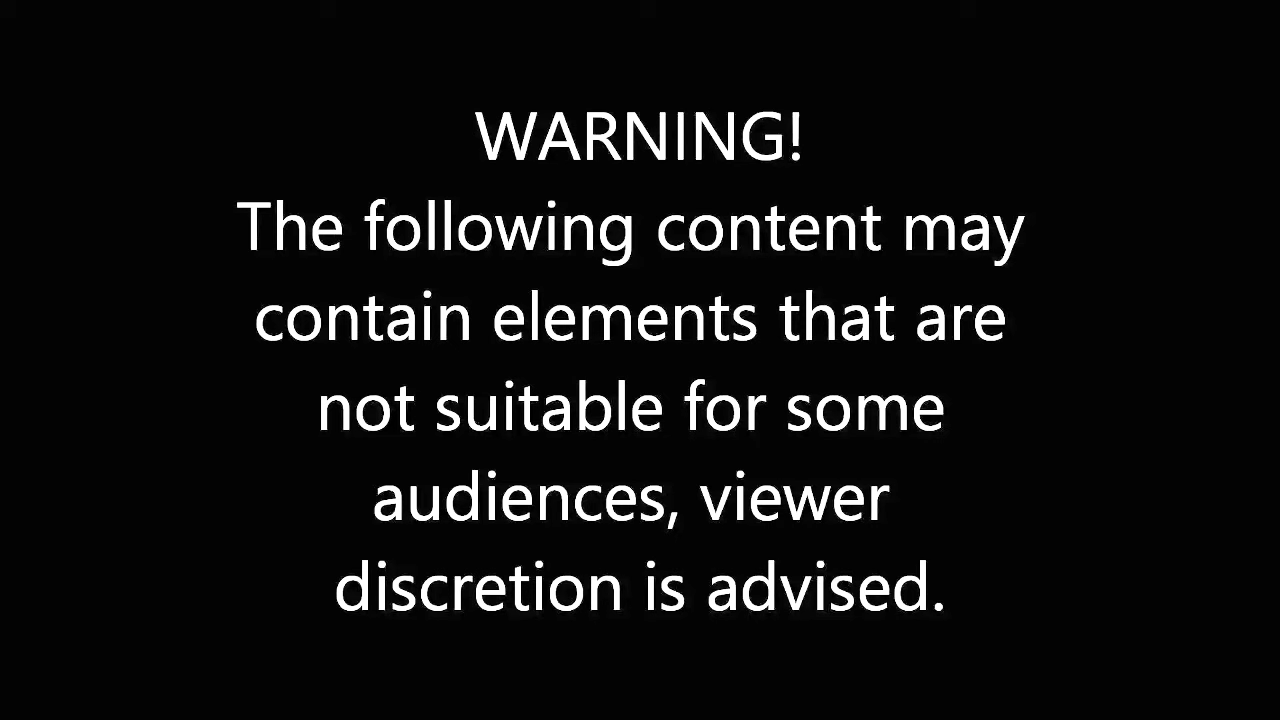 WARNING!
The following content may
contain elements that are
not suitable for some
audiences, viewer
discretion is advised.